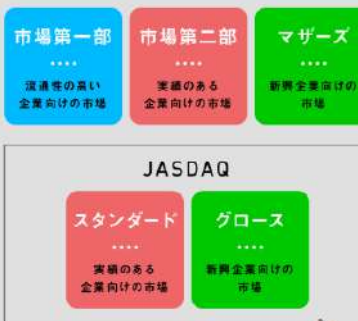 市場第一部
流通性の高い
企業向けの市場
市場第二部
実績のある
企業向けの市場
マザーズ
新興企業向けの
市場
JASDAQ
スタンダード
実績のある
企業向けの市場
グロース
新興企業向けの
市場